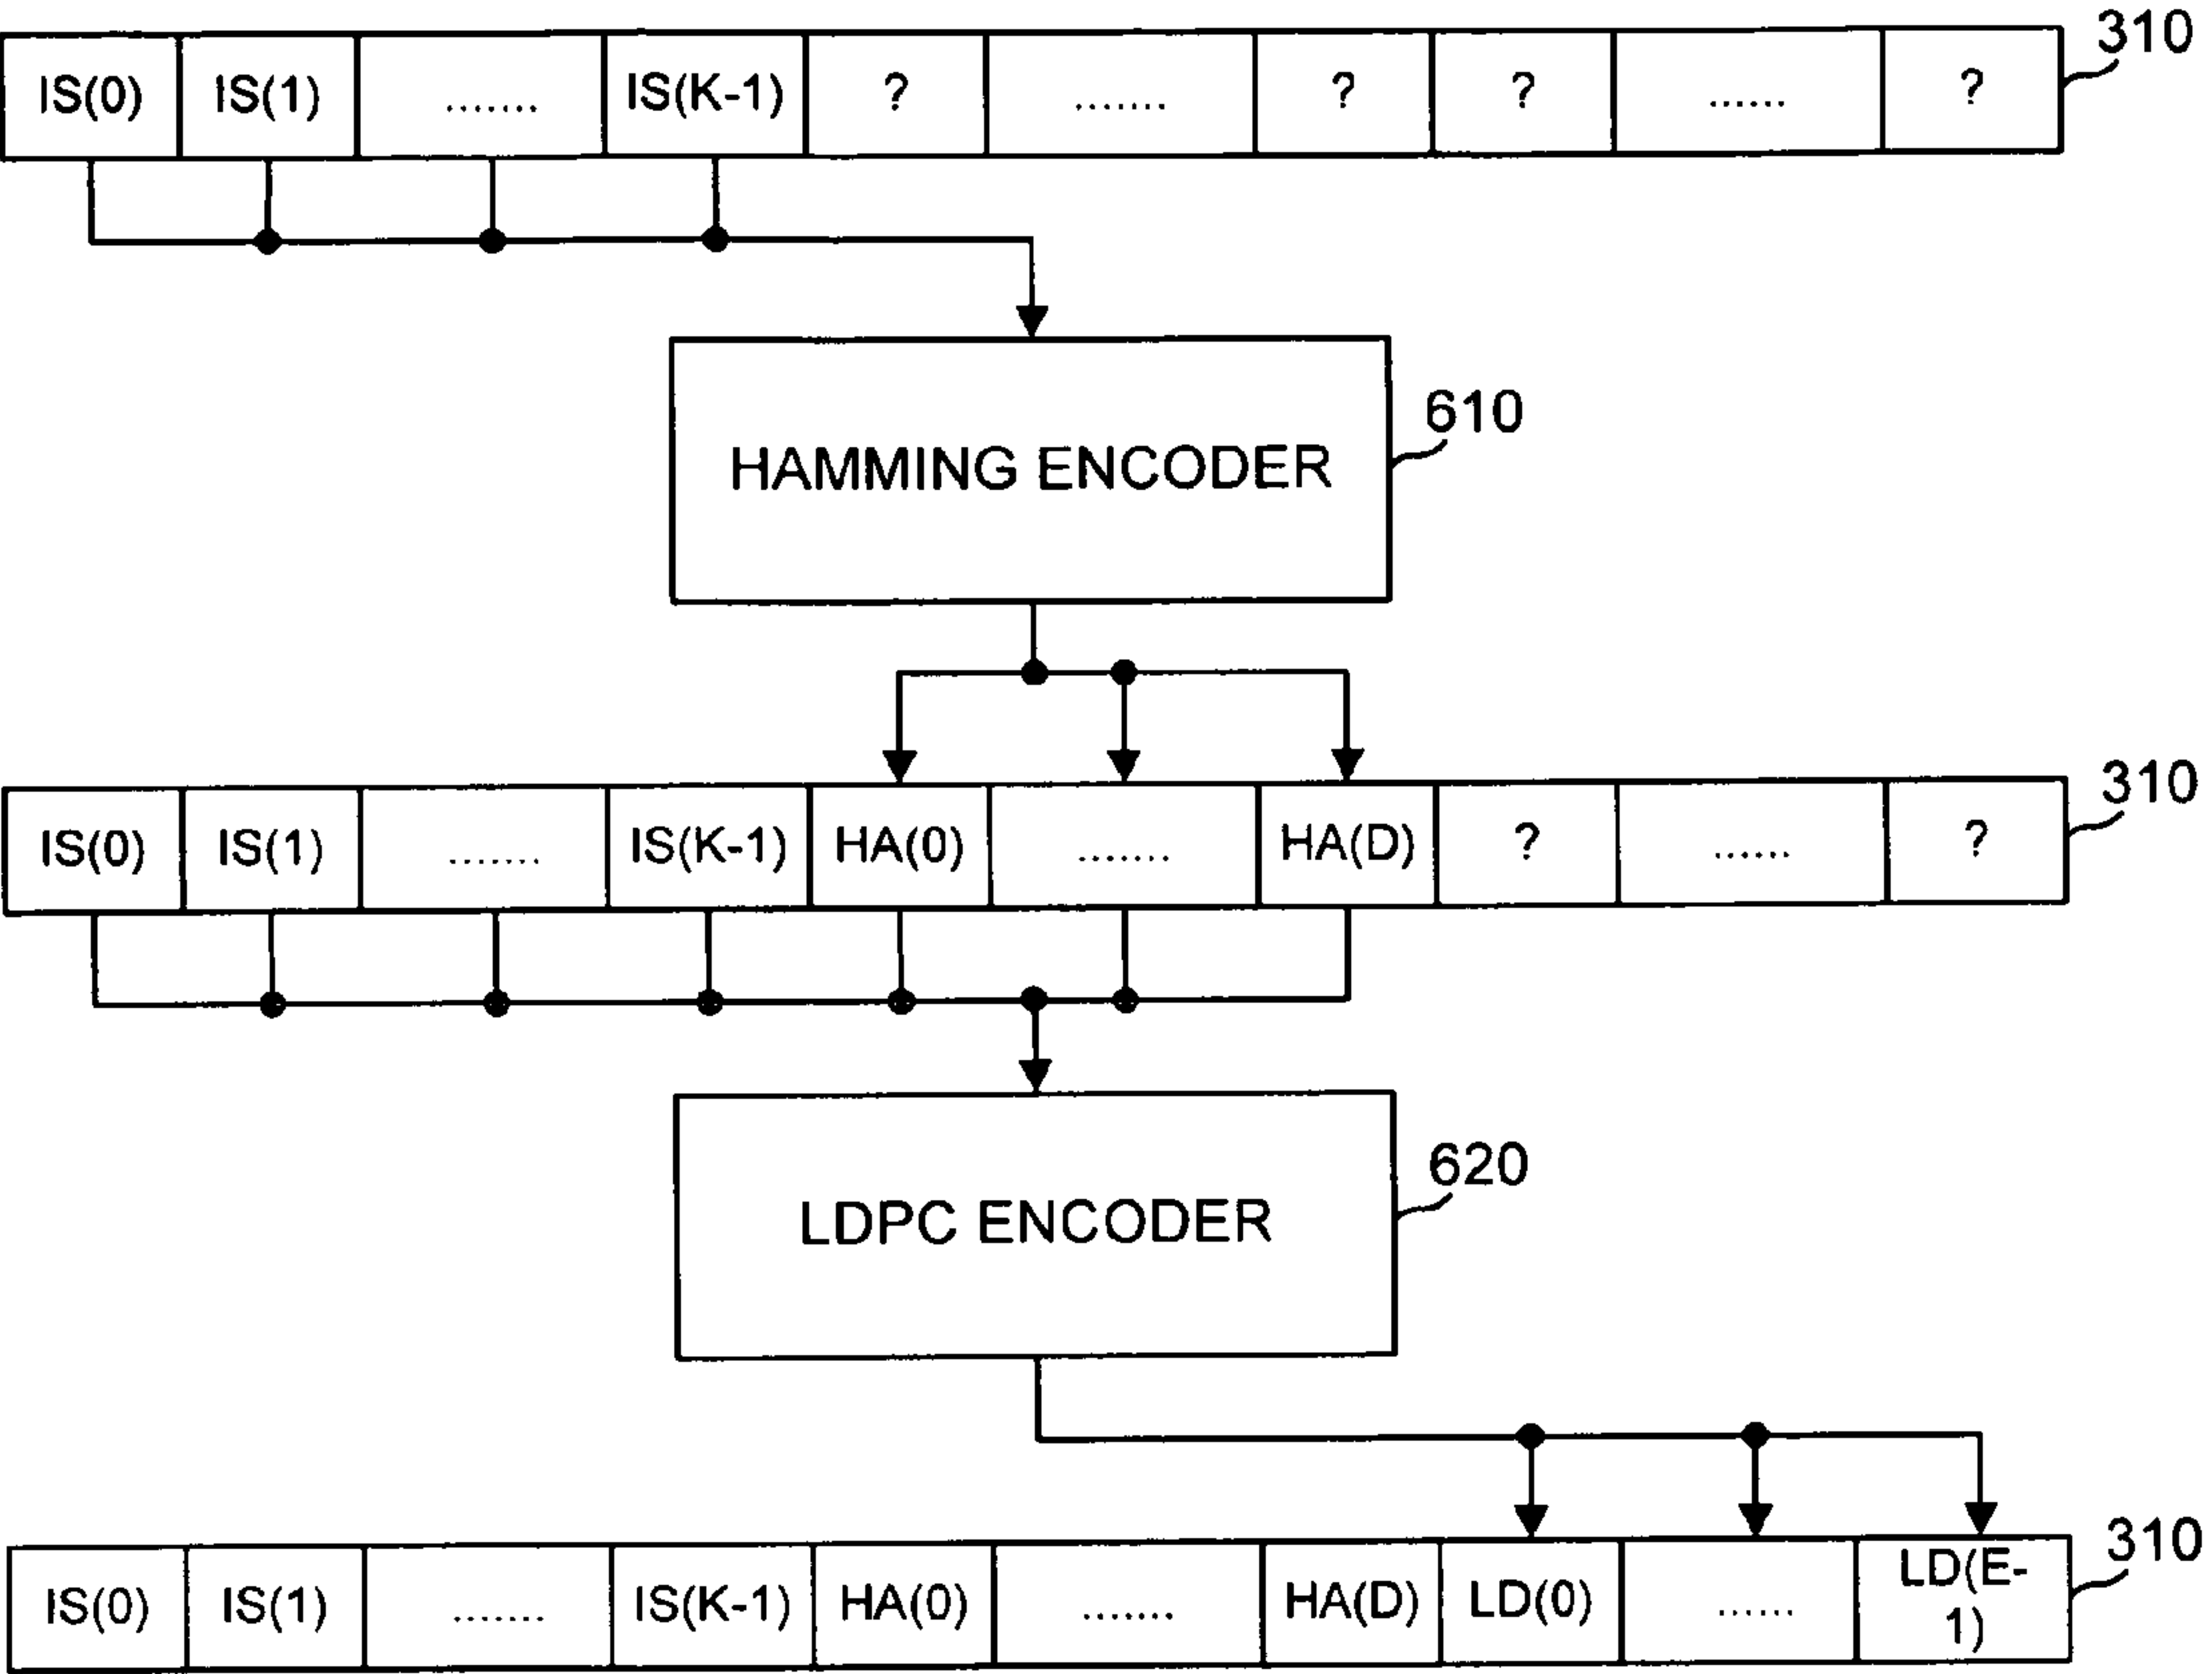 310
IS(0) IS(1) ....... IS(K-1) ? ....... ? ? ...... ?
610
HAMMING ENCODER
310
IS(0) IS(1) ....... IS(K-1) HA(0) ....... HA(D) ? ...... ?
620
LDPC ENCODER
310
IS(0) IS(1) ....... IS(K-1) HA(0) ....... HA(D) LD(0) ...... LD(E-
1)